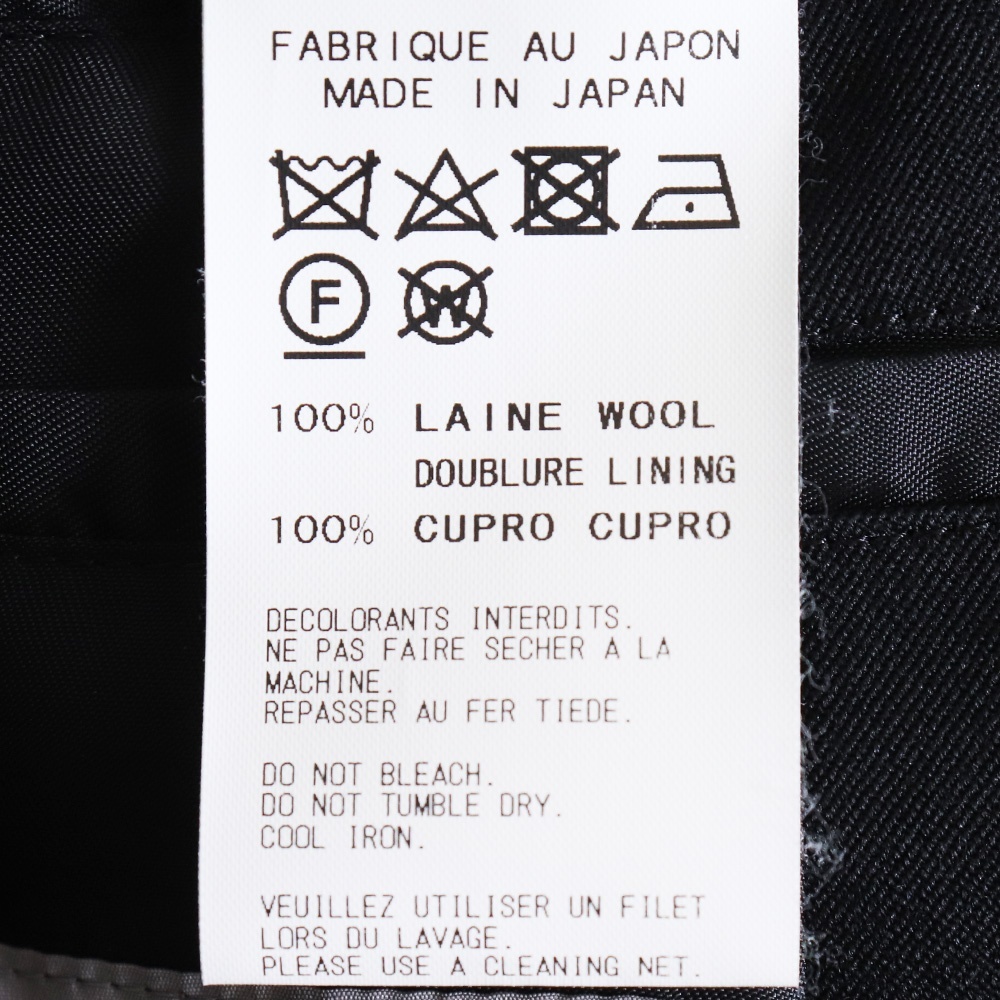 FABRIQUE AU JAPON
MADE IN JAPAN
F W
100% LAINE WOOL
DOUBLURE LINING
100% CUPRO CUPRO
DECOLORANTS INTERDITS.
NE PAS FAIRE SECHER A LA
MACHINE.
REPASSER AU FER TIEDE.
DO NOT BLEACH.
DO NOT TUMBLE DRY.
COOL IRON.
VEUILLEZ UTILISER UN FILET
LORS DU LAVAGE.
PLEASE USE A CLEANING NET.